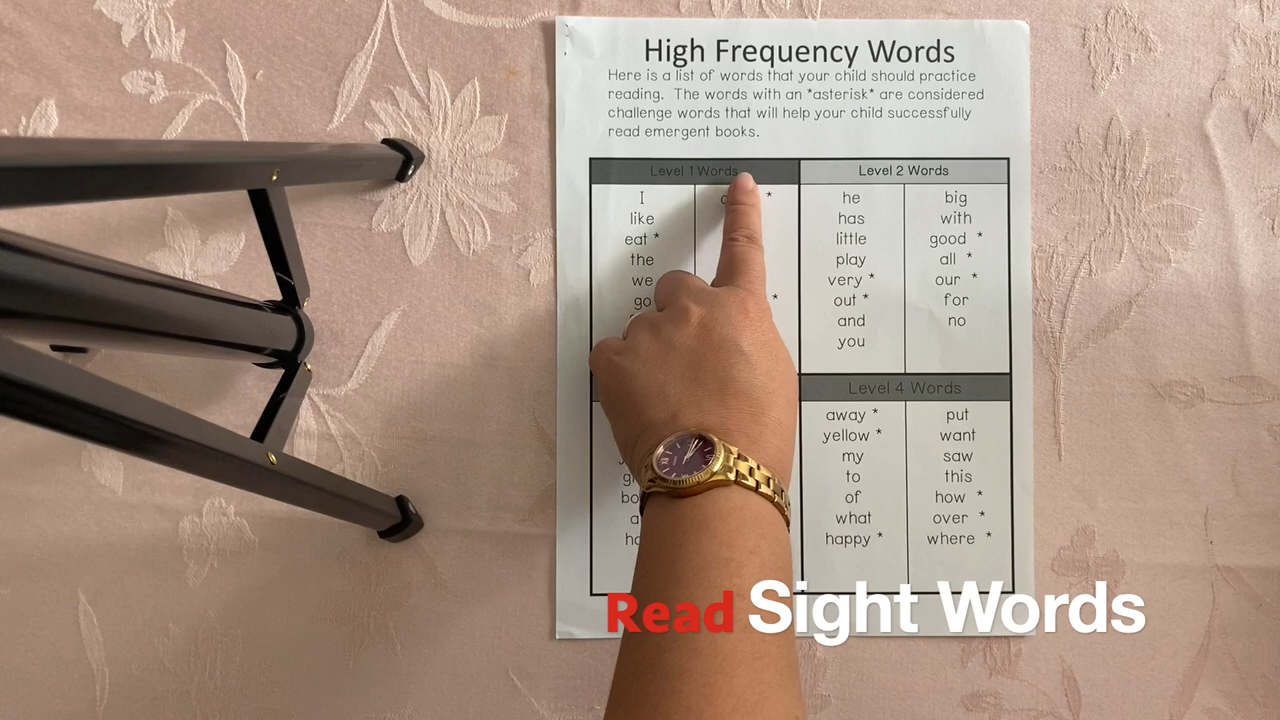 High Frequency Words
Here is a list of words that your child should practice
reading. The words with an *asterisk* are considered
challenge words that will help your child successfully
read emergent books.
Level 1 Words
Level 2 Words
I
like
eat *
the
we
go
*
*
he
has
little
play
very *
out *
and
you
big
with
good *
all *
our *
for
no
Level 4 Words
away *
yellow *
my
to
of
what
happy *
put
want
saw
this
how *
over *
where *
Read Sight Words